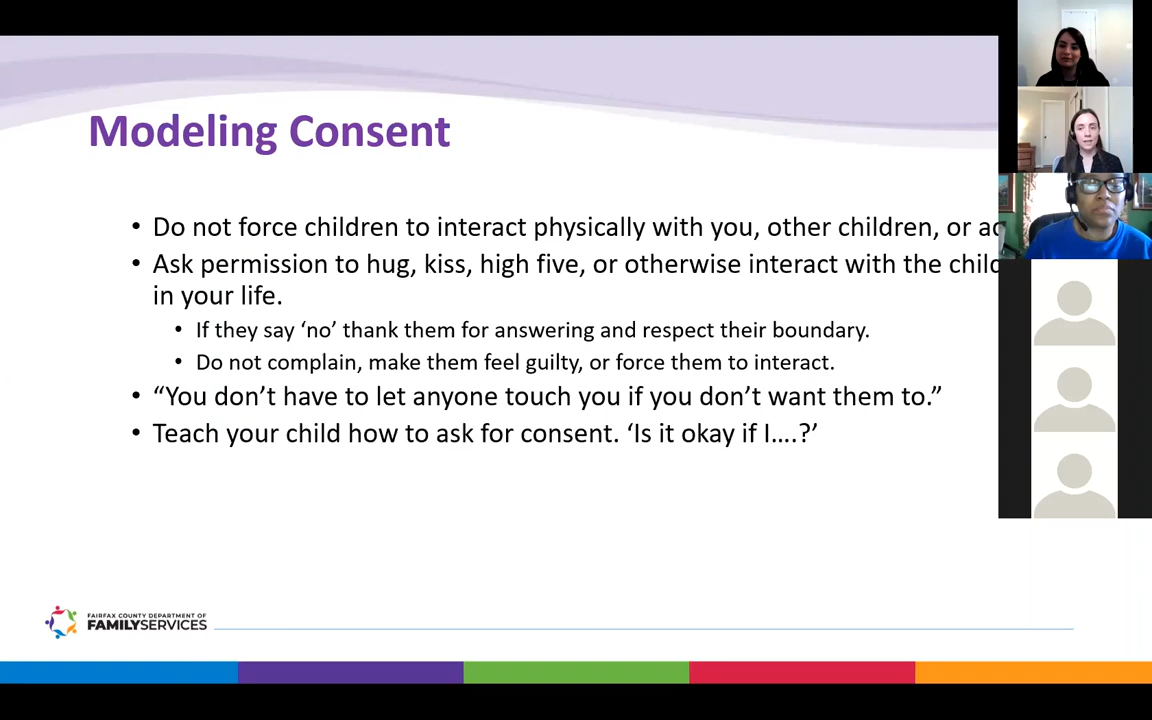 Modeling Consent
• Do not force children to interact physically with you, other children, or
• Ask permission to hug, kiss, high five, or otherwise interact with the
in your life.
• If they say ‘no’ thank them for answering and respect their boundary.
• Do not complain, make them feel guilty, or force them to interact.
• “You don’t have to let anyone touch you if you don’t want them to.”
• Teach your child how to ask for consent. ‘Is it okay if I….?’
FAIRFAX COUNTY DEPARTMENT OF
FAMILYSERVICES